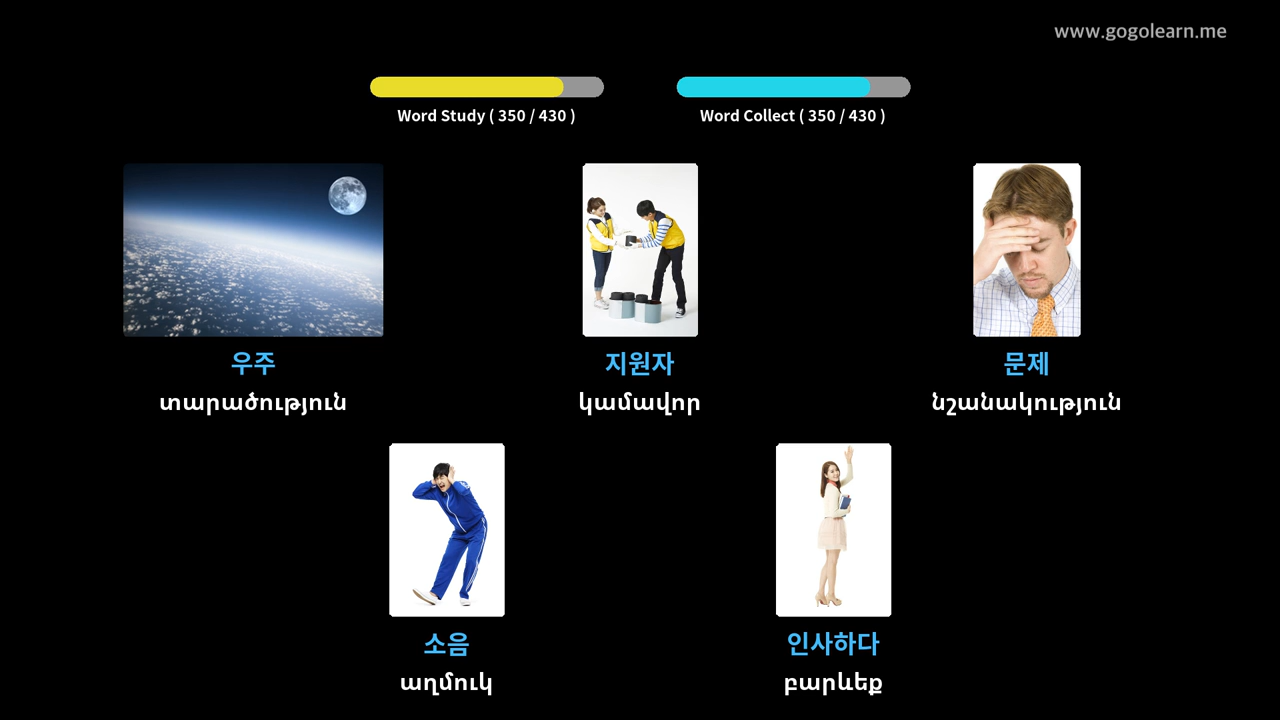 www.gogolearn.me
Word Study ( 350 / 430 )
Word Collect ( 350 / 430 )
우주
지원자
문제
տարածություն
կամավոր
նշանակություն
소음
인사하다
աղմուկ
բարևեք